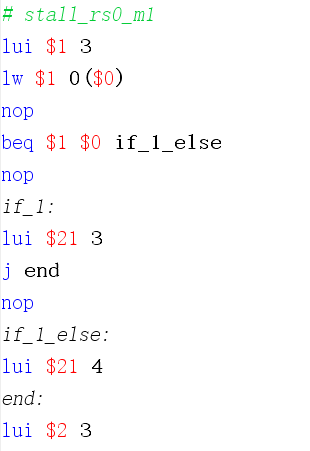 # stall_rs0_m1
lui $1 3
lw $1 0($0)
nop
beq $1 $0 if_1_else
nop
if_1:
lui $21 3
j end
nop
if_1_else:
lui $21 4
end:
lui $2 3